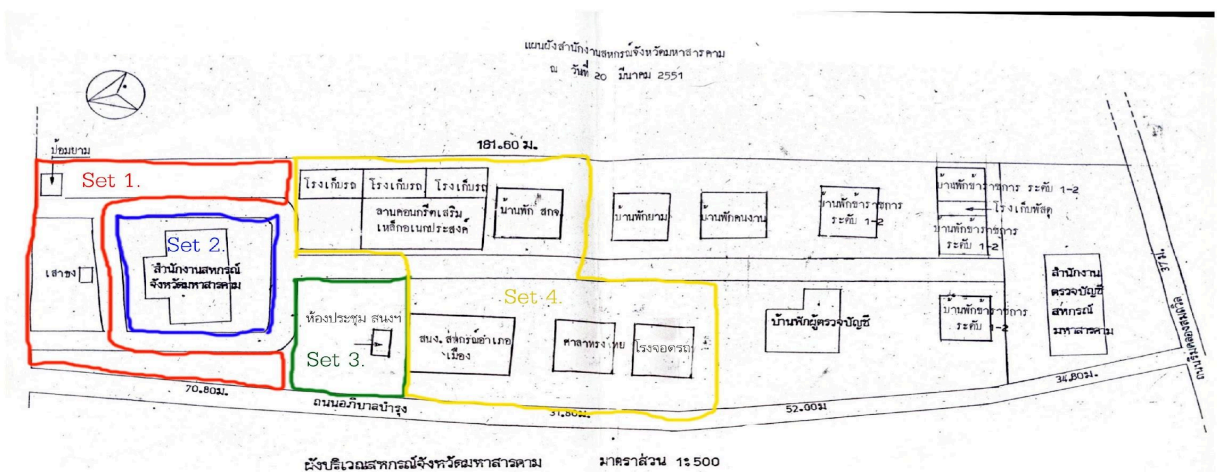 แผนผังสำนักงานสหกรณ์จังหวัดมหาสารคาม
ณ วันที่ 20 มีนาคม 2551
181.60 ม.
ป้อมยาม
Set 1.
โรงเก็บรถ
โรงเก็บรถ
โรงเก็บรถ
ลานคอนกรีตเสริม
เหล็กอเนกประสงค์
บ้านพัก สกจ.
บ้านพักยาม
บ้านพักคนงาน
บ้านพักข้าราชการ
ระดับ 1-2
บ้านพักข้าราชการ ระดับ 1-2
โรงเก็บพัสดุ
บ้านพักข้าราชการ
ระดับ 1-2
Set 2.
สำนักงานสหกรณ์
จังหวัดมหาสารคาม
เสาธง
ห้องประชุม สนงฯ
Set 3.
Set 4.
สนง. สหกรณ์อำเภอ
เมือง
ศาลาทรงไทย
โรงจอดรถ
บ้านพักผู้ตรวจบัญชี
บ้านพักข้าราชการ
ระดับ 1-2
สำนักงาน
ตรวจบัญชี
สหกรณ์
มหาสารคาม
37ม.
ถนนริมคลองสมถวิล
70.80ม.
ถนนอภิบาลบำรุง
31.80ม.
52.00ม
34.80ม.
ผังบริเวณสหกรณ์จังหวัดมหาสารคาม
มาตราส่วน 1:500